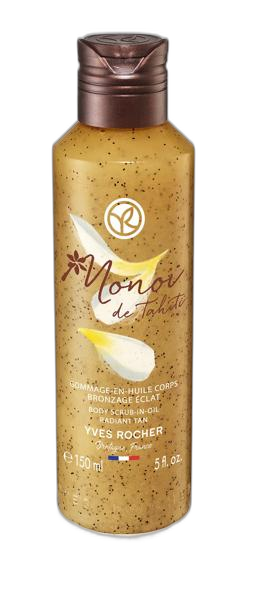 Monoï
de Tahiti
GOMMAGE-EN-HUILE CORPS
BRONZAGE ÉCLAT
BODY SCRUB-IN-OIL
RADIANT TAN
YVES ROCHER
Bretagne, France
℮ 150 ml 5 fl. oz.